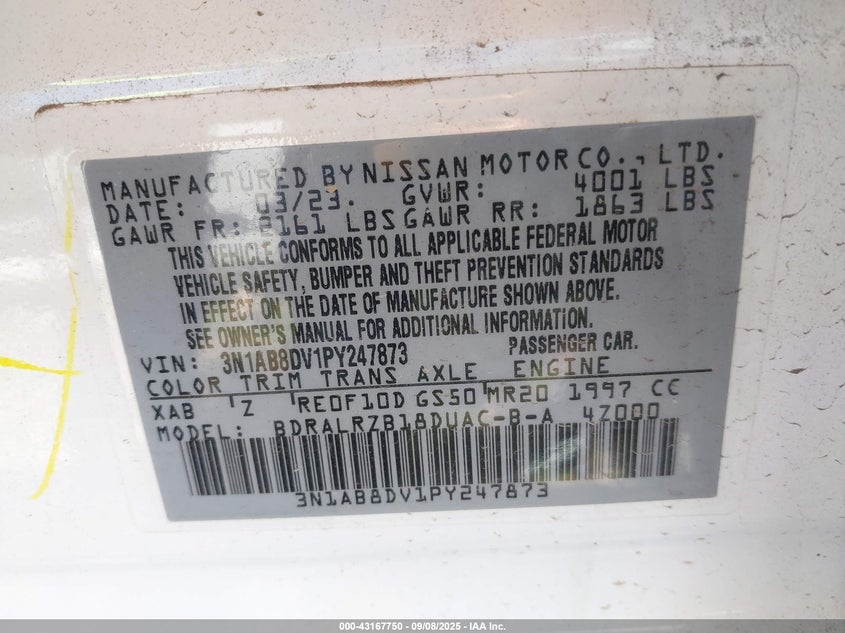 MANUFACTURED BY NISSAN MOTOR CO., LTD.
DATE: 03/23. GVWR: 4001 LBS
GAWR FR: 2161 LBS GAWR RR: 1863 LBS
THIS VEHICLE CONFORMS TO ALL APPLICABLE FEDERAL MOTOR
VEHICLE SAFETY, BUMPER AND THEFT PREVENTION STANDARDS
IN EFFECT ON THE DATE OF MANUFACTURE SHOWN ABOVE.
SEE OWNER'S MANUAL FOR ADDITIONAL INFORMATION.
VIN: 3N1AB8DV1PY247873 PASSENGER CAR.
COLOR TRIM TRANS AXLE ENGINE
XAB Z RE0F10D GS50 MR20 1997 CC
MODEL: BDRALRZB18DUAC-B-A 4Z000
3N1AB8DV1PY247873
000-43167750 - 09/08/2025 - IAA Inc.